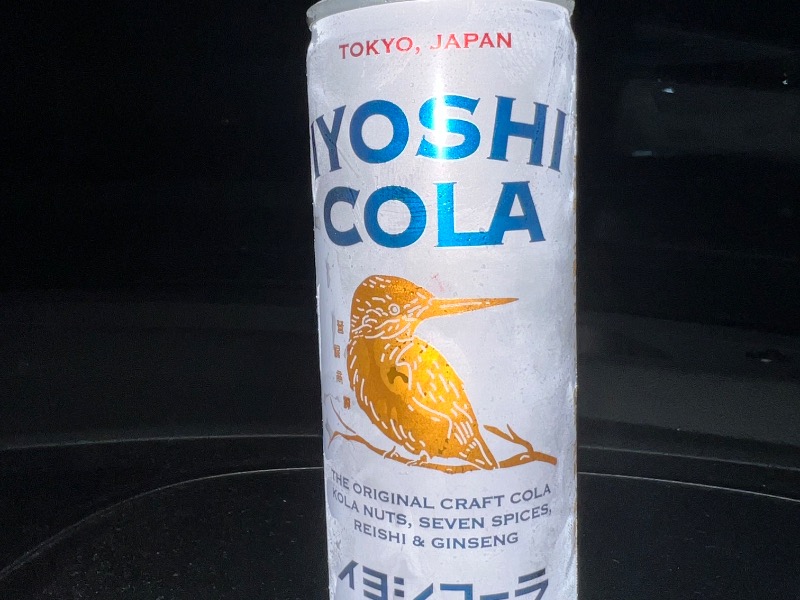 TOKYO, JAPAN
IYOSHI
COLA
THE ORIGINAL CRAFT COLA
KOLA NUTS, SEVEN SPICES,
REISHI & GINSENG
イヨシコーラ